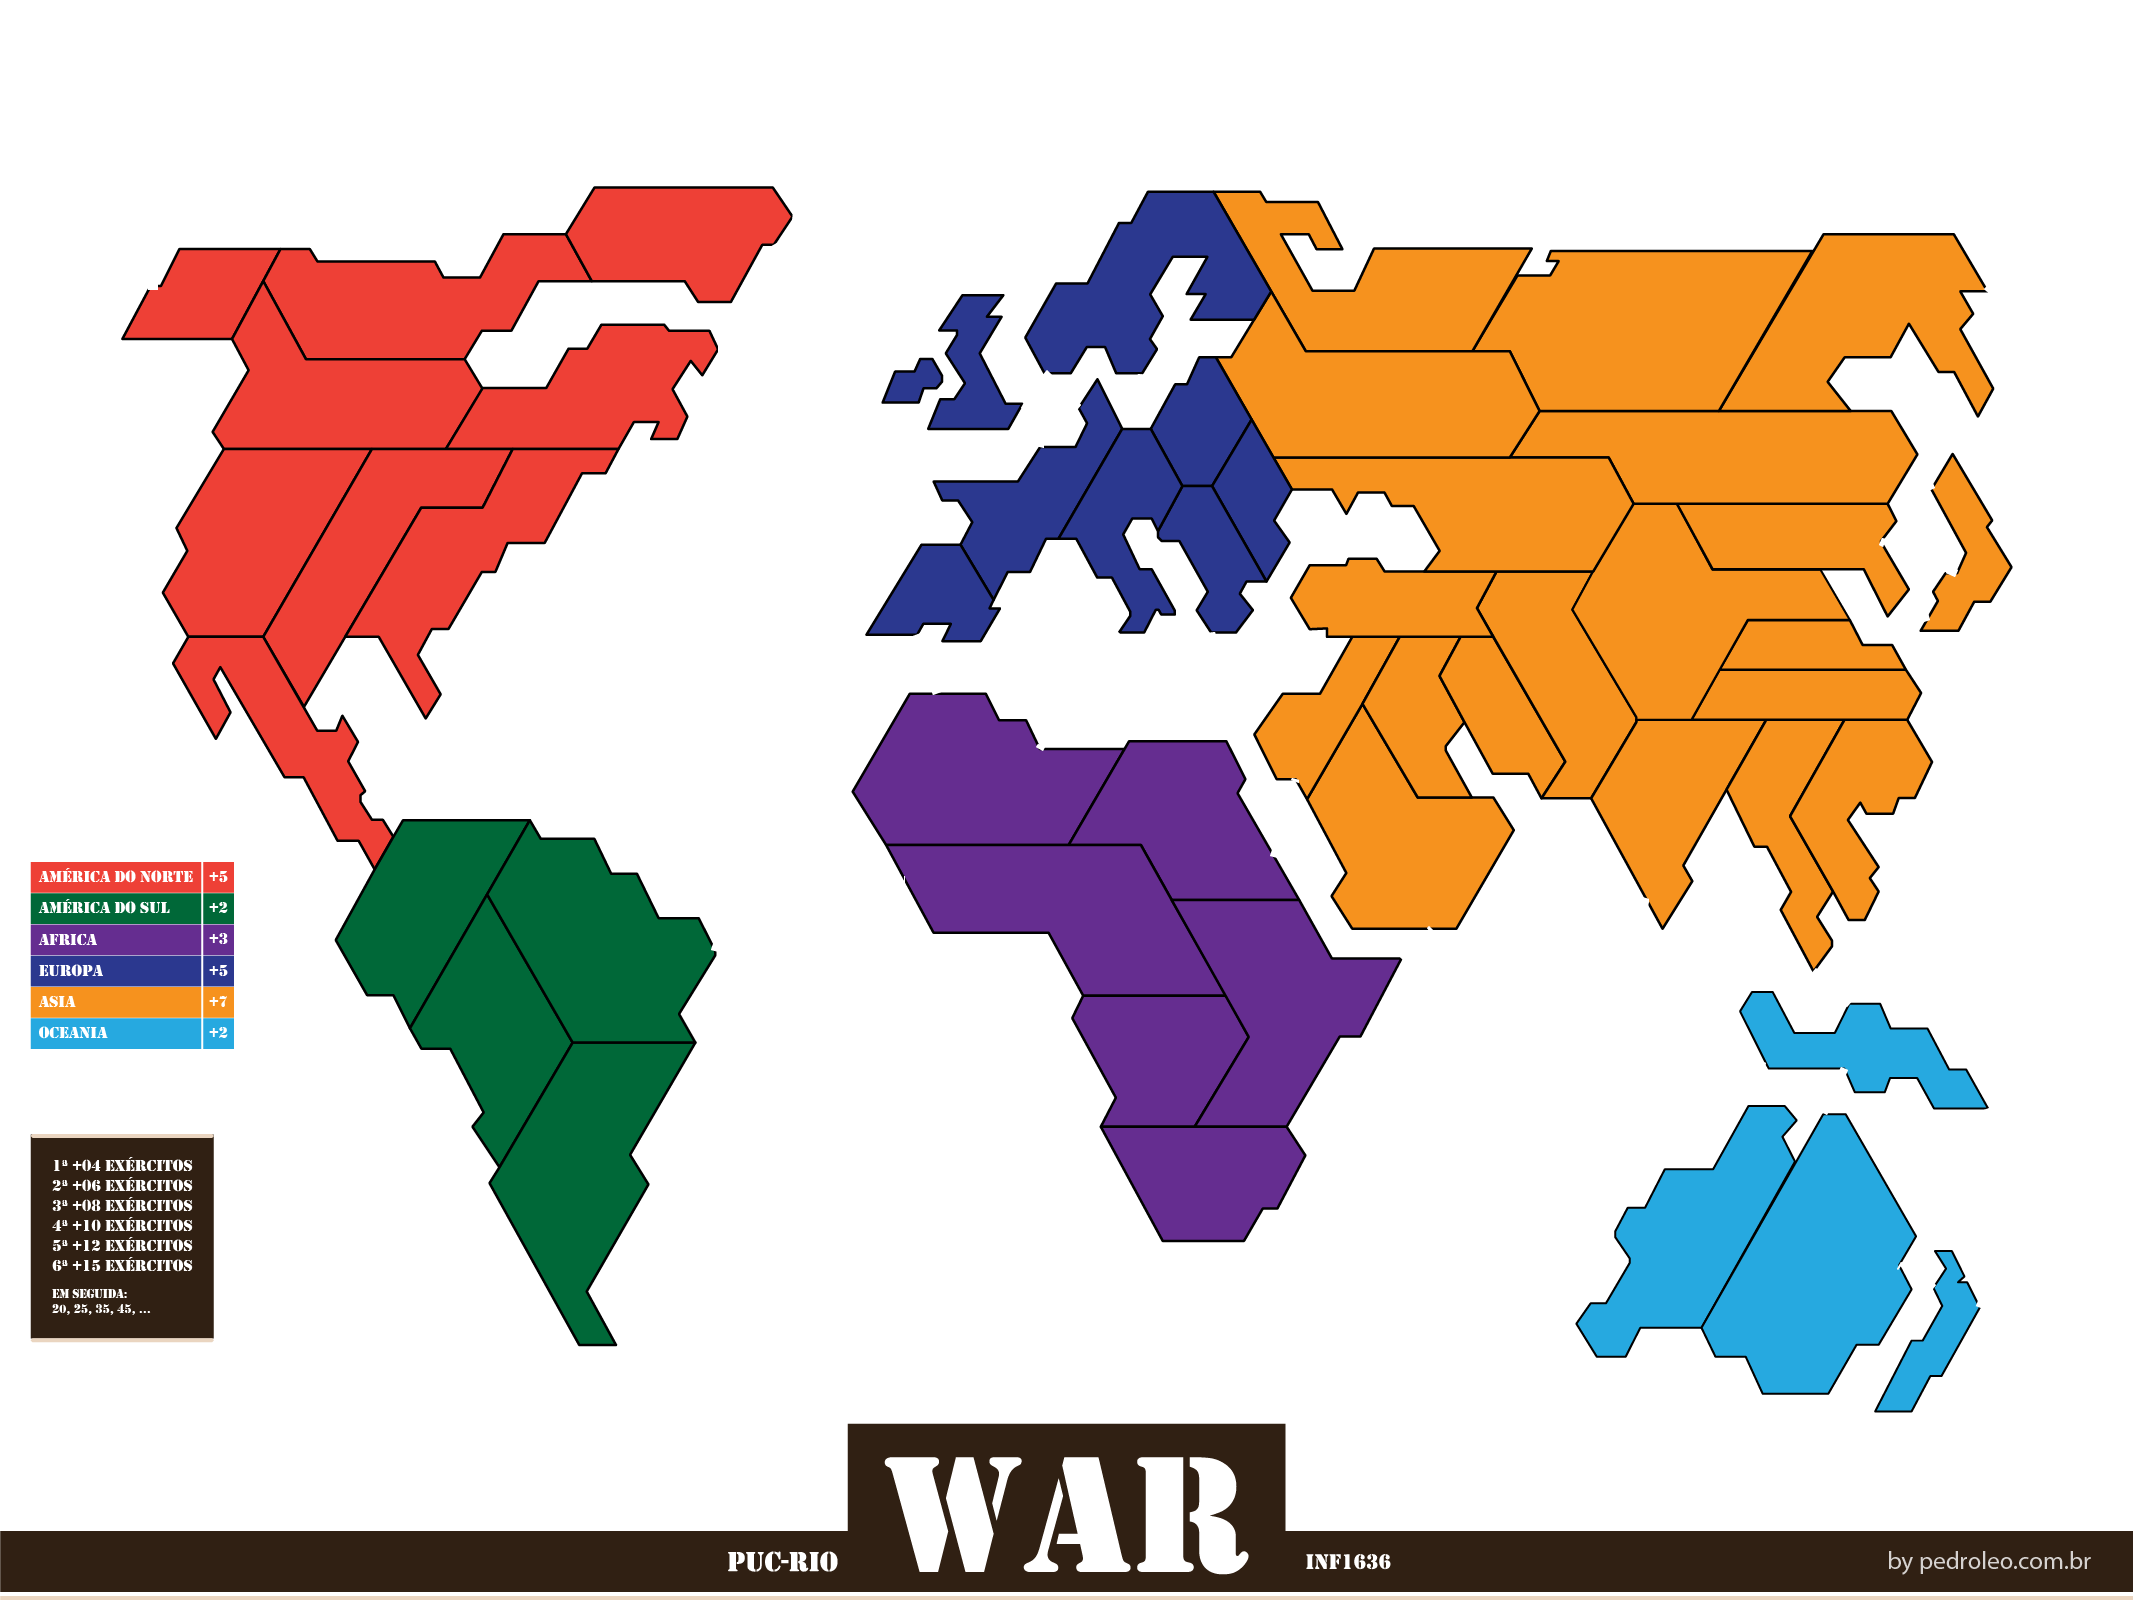 AMÉRICA DO NORTE +5
AMÉRICA DO SUL +2
AFRICA +3
EUROPA +5
ASIA +7
OCEANIA +2
1ª +04 EXÉRCITOS
2ª +06 EXÉRCITOS
3ª +08 EXÉRCITOS
4ª +10 EXÉRCITOS
5ª +12 EXÉRCITOS
6ª +15 EXÉRCITOS
EM SEGUIDA:
20, 25, 35, 45, ...
WAR
PUC-RIO
INF1636
by pedroleo.com.br